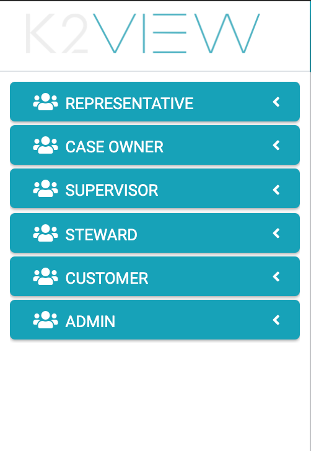 K2VIEW
REPRESENTATIVE
CASE OWNER
SUPERVISOR
STEWARD
CUSTOMER
ADMIN